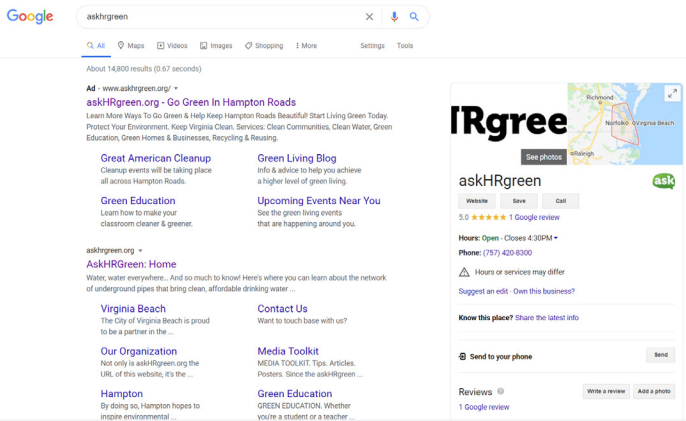 Google
askhrgreen
All
Maps
Videos
Images
Shopping
More
Settings
Tools
About 14,800 results (0.67 seconds)
Ad · www.askhrgreen.org/
askHRgreen.org - Go Green In Hampton Roads
Learn More Ways To Go Green & Help Keep Hampton Roads Beautiful! Start Living Green Today.
Protect Your Environment. Keep Virginia Clean. Services: Clean Communities, Clean Water, Green
Education, Green Homes & Businesses, Recycling & Reusing.
Great American Cleanup
Cleanup events will be taking place
all across Hampton Roads.
Green Living Blog
Info & advice to help you achieve
a higher level of green living.
Green Education
Learn how to make your
classroom cleaner & greener.
Upcoming Events Near You
See the green living events
that are happening around you.
askhrgreen.org
AskHRGreen: Home
Water, water everywhere... And so much to know! Here's where you can learn about the network
of underground pipes that bring clean, affordable drinking water ...
Virginia Beach
The City of Virginia Beach is proud
to be a partner in the ...
Contact Us
Want to touch base with us?
Our Organization
Not only is askHRgreen.org the
URL of this website, it's the ...
Media Toolkit
MEDIA TOOLKIT. Tips. Articles.
Posters. Since the askHRgreen ...
Hampton
By doing so, Hampton hopes to
inspire environmental ...
Green Education
GREEN EDUCATION. Whether
you're a student or a teacher ...
HRgree
See photos
Richmond
Norfolk
Virginia Beach
Raleigh
askHRgreen
ask
Website
Save
Call
5.0 ★★★★★ 1 Google review
Hours: Open · Closes 4:30PM
Phone: (757) 420-8300
Hours or services may differ
Suggest an edit · Own this business?
Know this place? Share the latest info
Send to your phone
Send
Reviews
Write a review
Add a photo
1 Google review